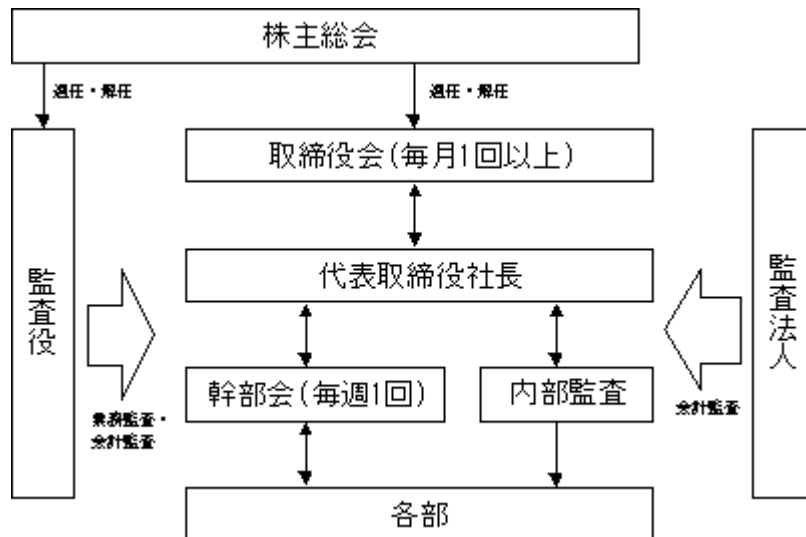 株主総会
選任・解任
選任・解任
取締役会(毎月1回以上)
代表取締役社長
監査役
監査法人
幹部会(毎週1回)
内部監査
業務監査・
会計監査
会計監査
各部